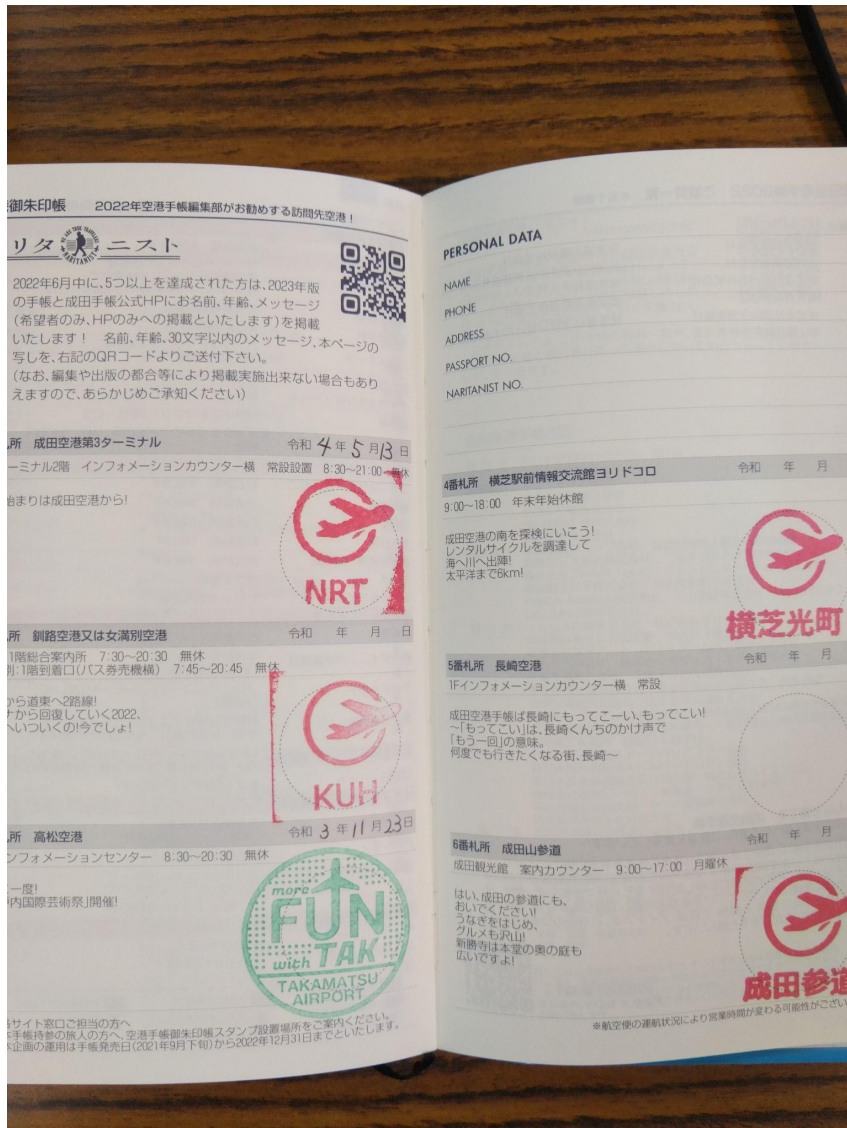 御朱印帳 2022年空港手帳編集部がお勧めする訪問先空港！
リタ ニスト
NARITANIST
2022年6月中に、5つ以上を達成された方は、2023年版
の手帳と成田手帳公式HPにお名前、年齢、メッセージ
(希望者のみ、HPのみへの掲載といたします)を掲載
いたします！ 名前、年齢、30文字以内のメッセージ、本ページの
写しを、右記のQRコードよりご送付下さい。
(なお、編集や出版の都合等により掲載実施出来ない場合もあり
えますので、あらかじめご承知ください)
札所 成田空港第3ターミナル 令和 4年 5月13日
ーミナル2階 インフォメーションカウンター横 常設設置 8:30〜21:00 無休
始まりは成田空港から!
NRT
札所 釧路空港又は女満別空港 令和 年 月 日
1階総合案内所 7:30〜20:30 無休
別:1階到着口(バス券売機横) 7:45〜20:45 無休
から道東へ2路線!
ナから回復していく2022、
へいついくの!今でしょ!
KUH
札所 高松空港 令和 3年 11月23日
ンフォメーションセンター 8:30〜20:30 無休
一度!
内国際芸術祭」開催!
more
FUN
with TAK
TAKAMATSU
AIRPORT
サイト窓口ご担当の方へ
本手帳持参の旅人の方へ、空港手帳御朱印帳スタンプ設置場所をご案内ください。
本企画の運用は手帳発売日(2021年9月下旬)から2022年12月31日までといたします。
PERSONAL DATA
NAME
PHONE
ADDRESS
PASSPORT NO.
NARITANIST NO.
4番札所 横芝駅前情報交流館ヨリドコロ 令和 年 月
9:00〜18:00 年末年始休館
成田空港の南を探検にいこう!
レンタルサイクルを調達して
海へ川へ出陣!
太平洋まで6km!
横芝光町
5番札所 長崎空港 令和 年 月
1Fインフォメーションカウンター横 常設
成田空港手帳ば長崎にもってこーい、もってこい!
〜「もってこい」は、長崎くんちのかけ声で
「もう一回」の意味。
何度でも行きたくなる街、長崎〜
6番札所 成田山参道 令和 年 月
成田観光館 案内カウンター 9:00〜17:00 月曜休
はい、成田の参道にも、
おいでください!
うなぎをはじめ、
グルメも沢山!
新勝寺は本堂の奥の庭も
広いですよ!
成田参道
※航空便の運航状況により営業時間が変わる可能性がござい